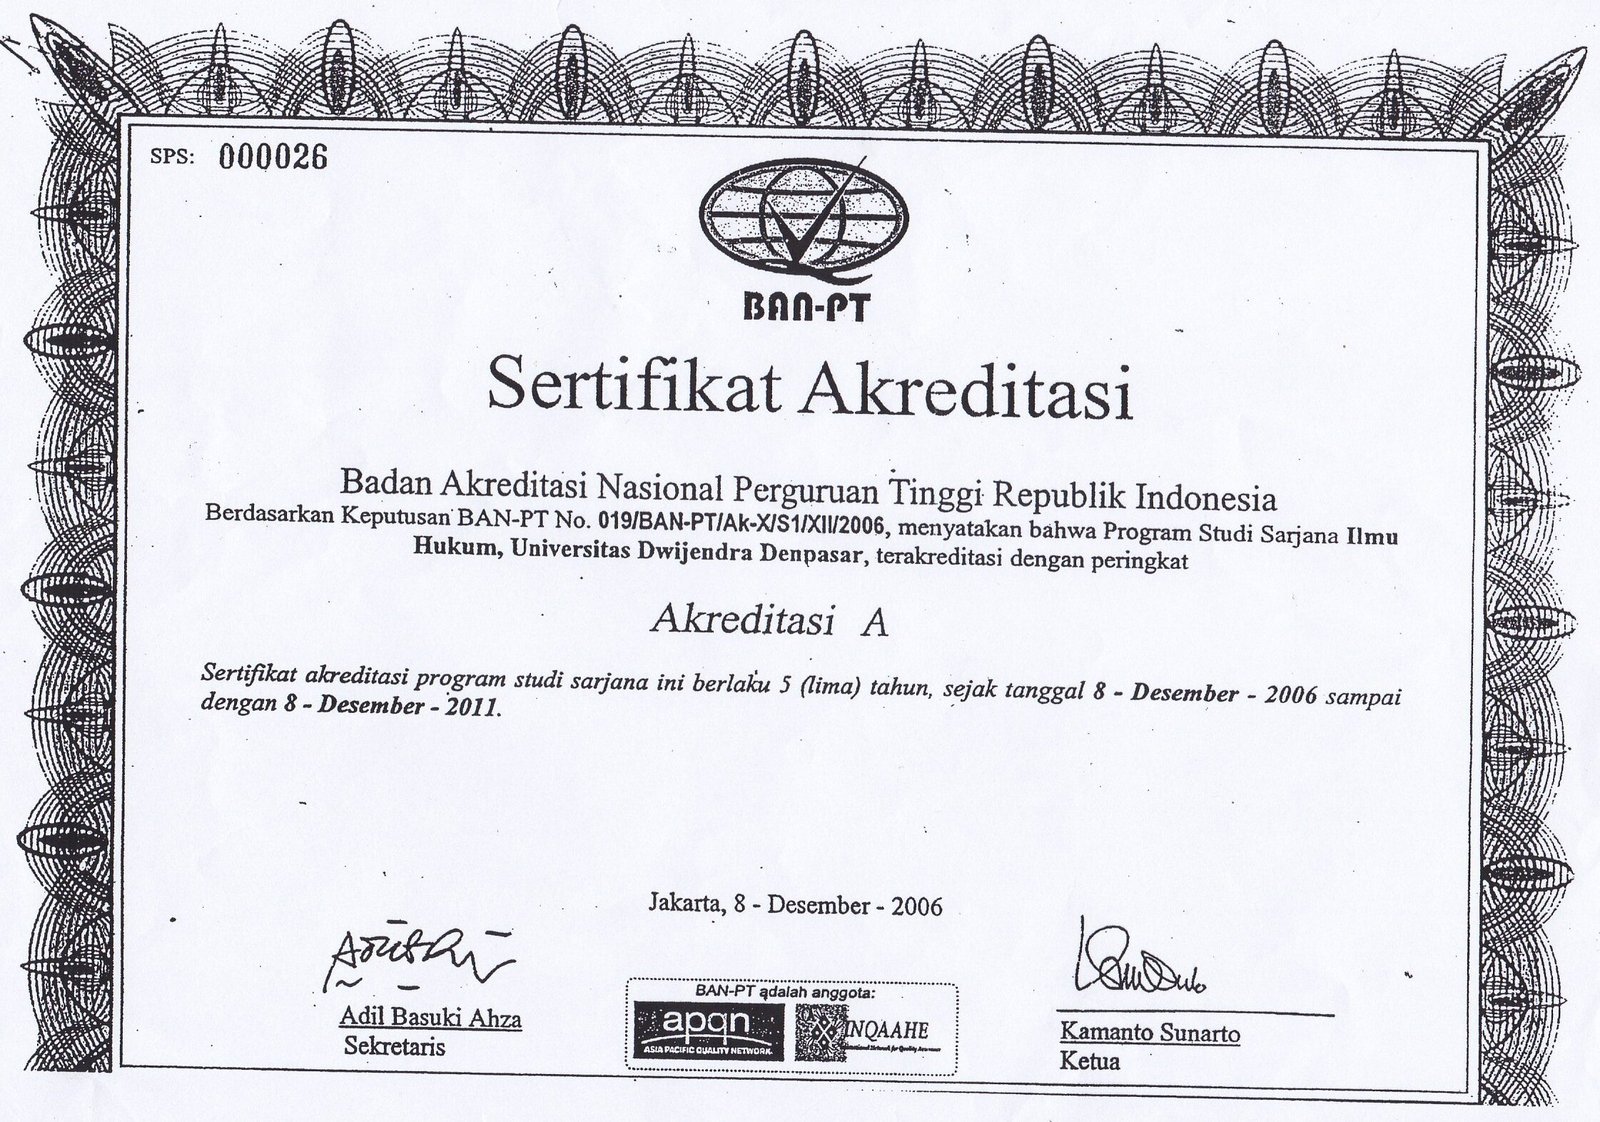 SPS: 000026
BAN-PT
Sertifikat Akreditasi
Badan Akreditasi Nasional Perguruan Tinggi Republik Indonesia
Berdasarkan Keputusan BAN-PT No. 019/BAN-PT/Ak-X/S1/XII/2006, menyatakan bahwa Program Studi Sarjana Ilmu
Hukum, Universitas Dwijendra Denpasar, terakreditasi dengan peringkat
Akreditasi A
Sertifikat akreditasi program studi sarjana ini berlaku 5 (lima) tahun, sejak tanggal 8 - Desember - 2006 sampai
dengan 8 - Desember - 2011.
Jakarta, 8 - Desember - 2006
Adil Basuki Ahza
Sekretaris
BAN-PT adalah anggota:
apqn
ASIA PACIFIC QUALITY NETWORK
INQAAHE
Network for Quality Assurance
Kamanto Sunarto
Ketua